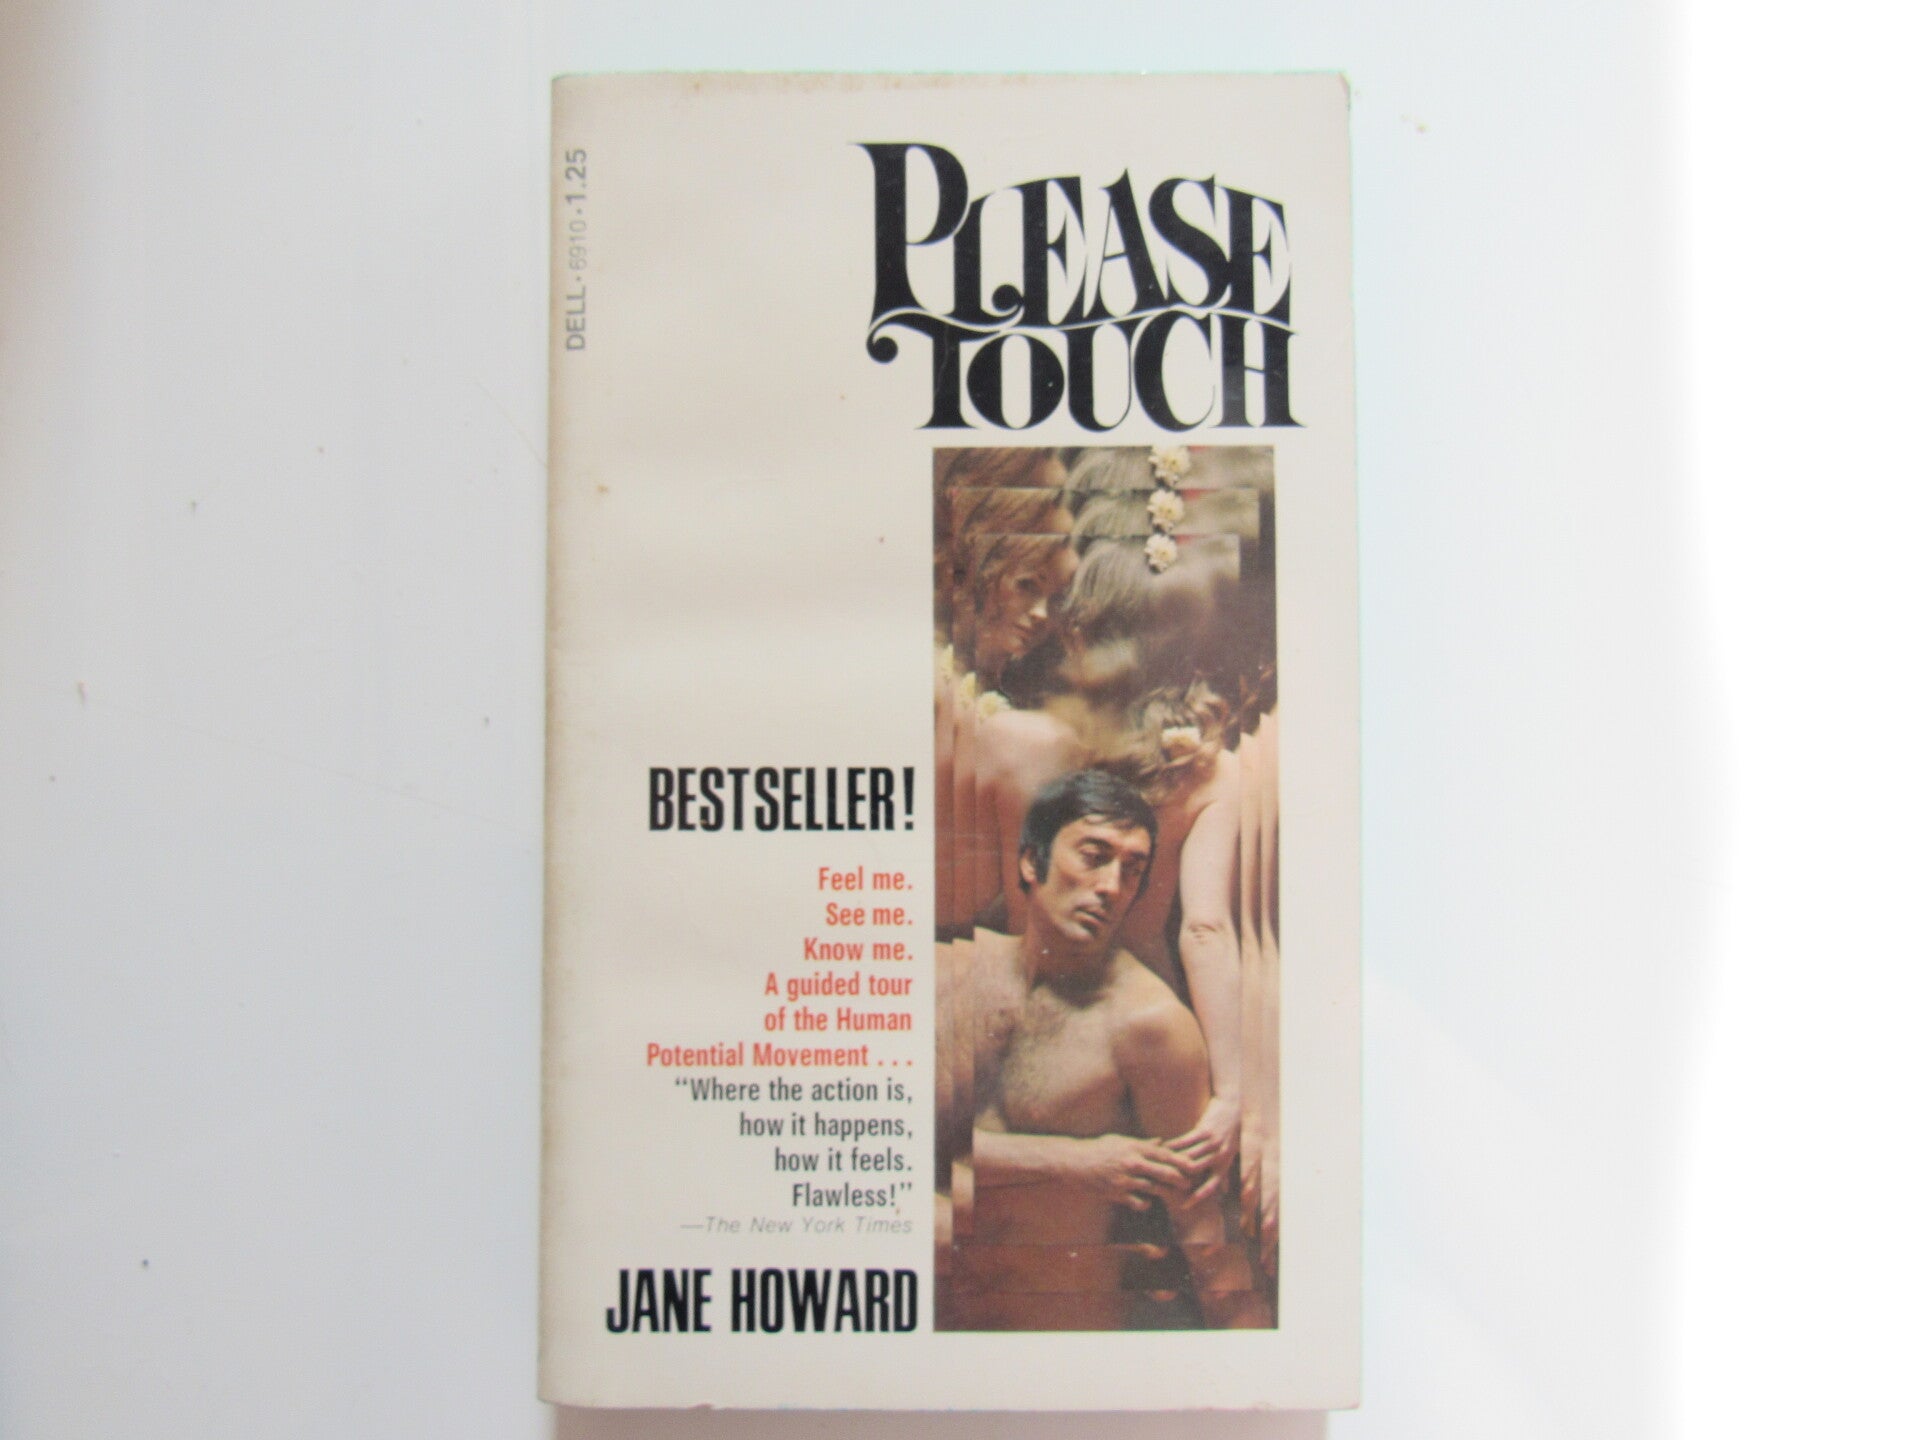 DELL • 6910 • 1.25
PLEASE
TOUCH
BESTSELLER!
Feel me.
See me.
Know me.
A guided tour
of the Human
Potential Movement . . .
“Where the action is,
how it happens,
how it feels.
Flawless!”
—The New York Times
JANE HOWARD